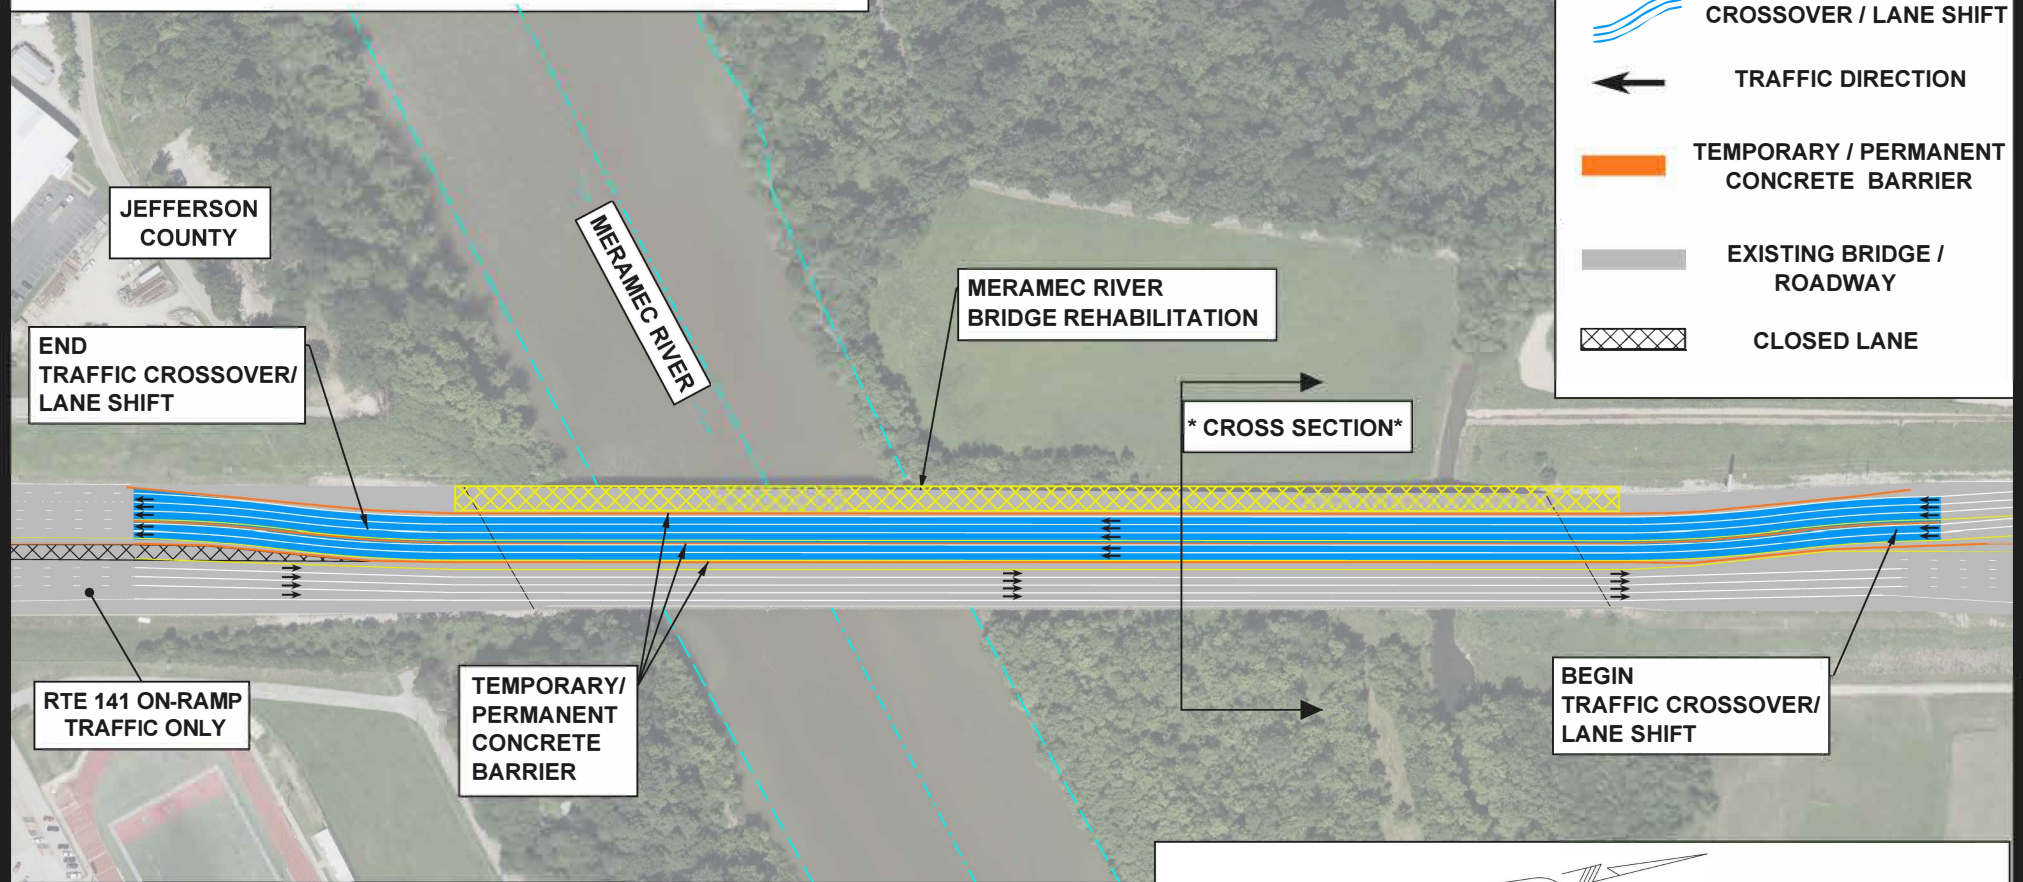 CROSSOVER / LANE SHIFT
TRAFFIC DIRECTION
TEMPORARY / PERMANENT
CONCRETE BARRIER
EXISTING BRIDGE /
ROADWAY
CLOSED LANE
JEFFERSON
COUNTY
MERAMEC RIVER
MERAMEC RIVER
BRIDGE REHABILITATION
END
TRAFFIC CROSSOVER/
LANE SHIFT
* CROSS SECTION*
RTE 141 ON-RAMP
TRAFFIC ONLY
TEMPORARY/
PERMANENT
CONCRETE
BARRIER
BEGIN
TRAFFIC CROSSOVER/
LANE SHIFT